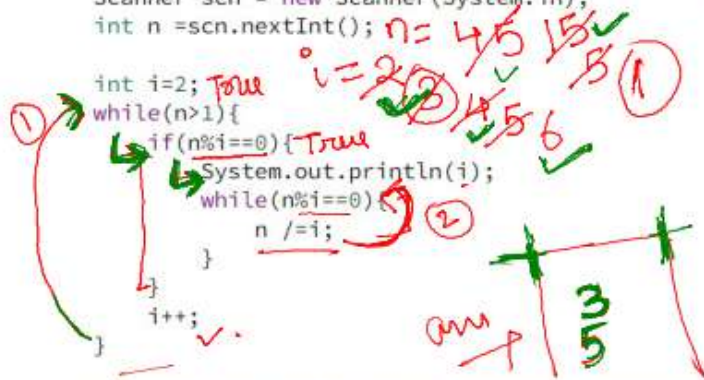 Scanner scn = new Scanner(System.in);
int n =scn.nextInt(); n= 45 15 5 1
int i=2; True i = 2 3 4 5 6
1 while(n>1){
if(n%i==0){ True
System.out.println(i);
while(n%i==0){
n /=i; 2
}
}
i++;
}
ans 3
5